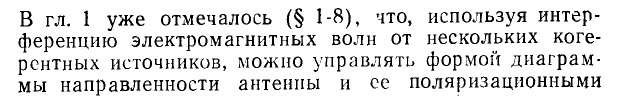 В гл. 1 уже отмечалось (§ 1-8), что, используя интер-
ференцию электромагнитных волн от нескольких коге-
рентных источников, можно управлять формой диаграм-
мы направленности антенны и ее поляризационными